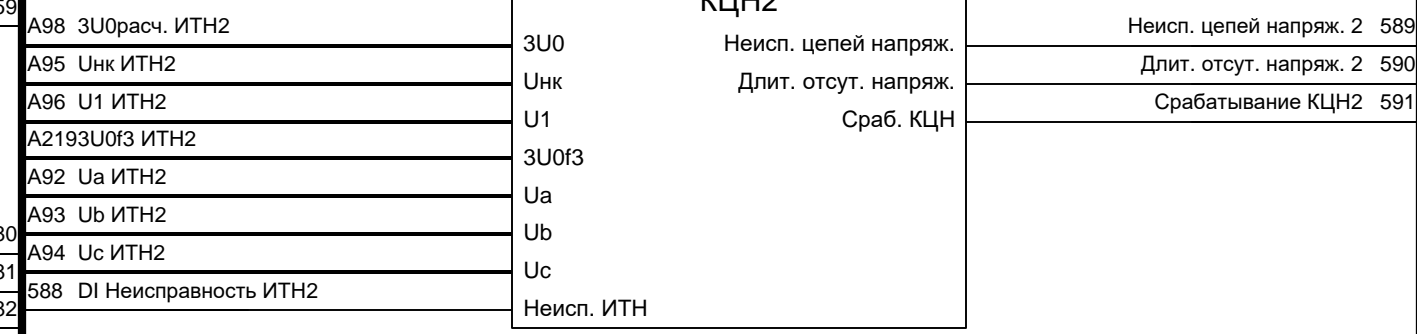 КЦН2
A98 3U0расч. ИТН2
A95 Uнк ИТН2
A96 U1 ИТН2
A2193U0f3 ИТН2
A92 Ua ИТН2
A93 Ub ИТН2
A94 Uc ИТН2
588 DI Неисправность ИТН2
3U0
Uнк
U1
3U0f3
Ua
Ub
Uc
Неисп. ИТН
Неисп. цепей напряж.
Длит. отсут. напряж.
Сраб. КЦН
Неисп. цепей напряж. 2 589
Длит. отсут. напряж. 2 590
Срабатывание КЦН2 591